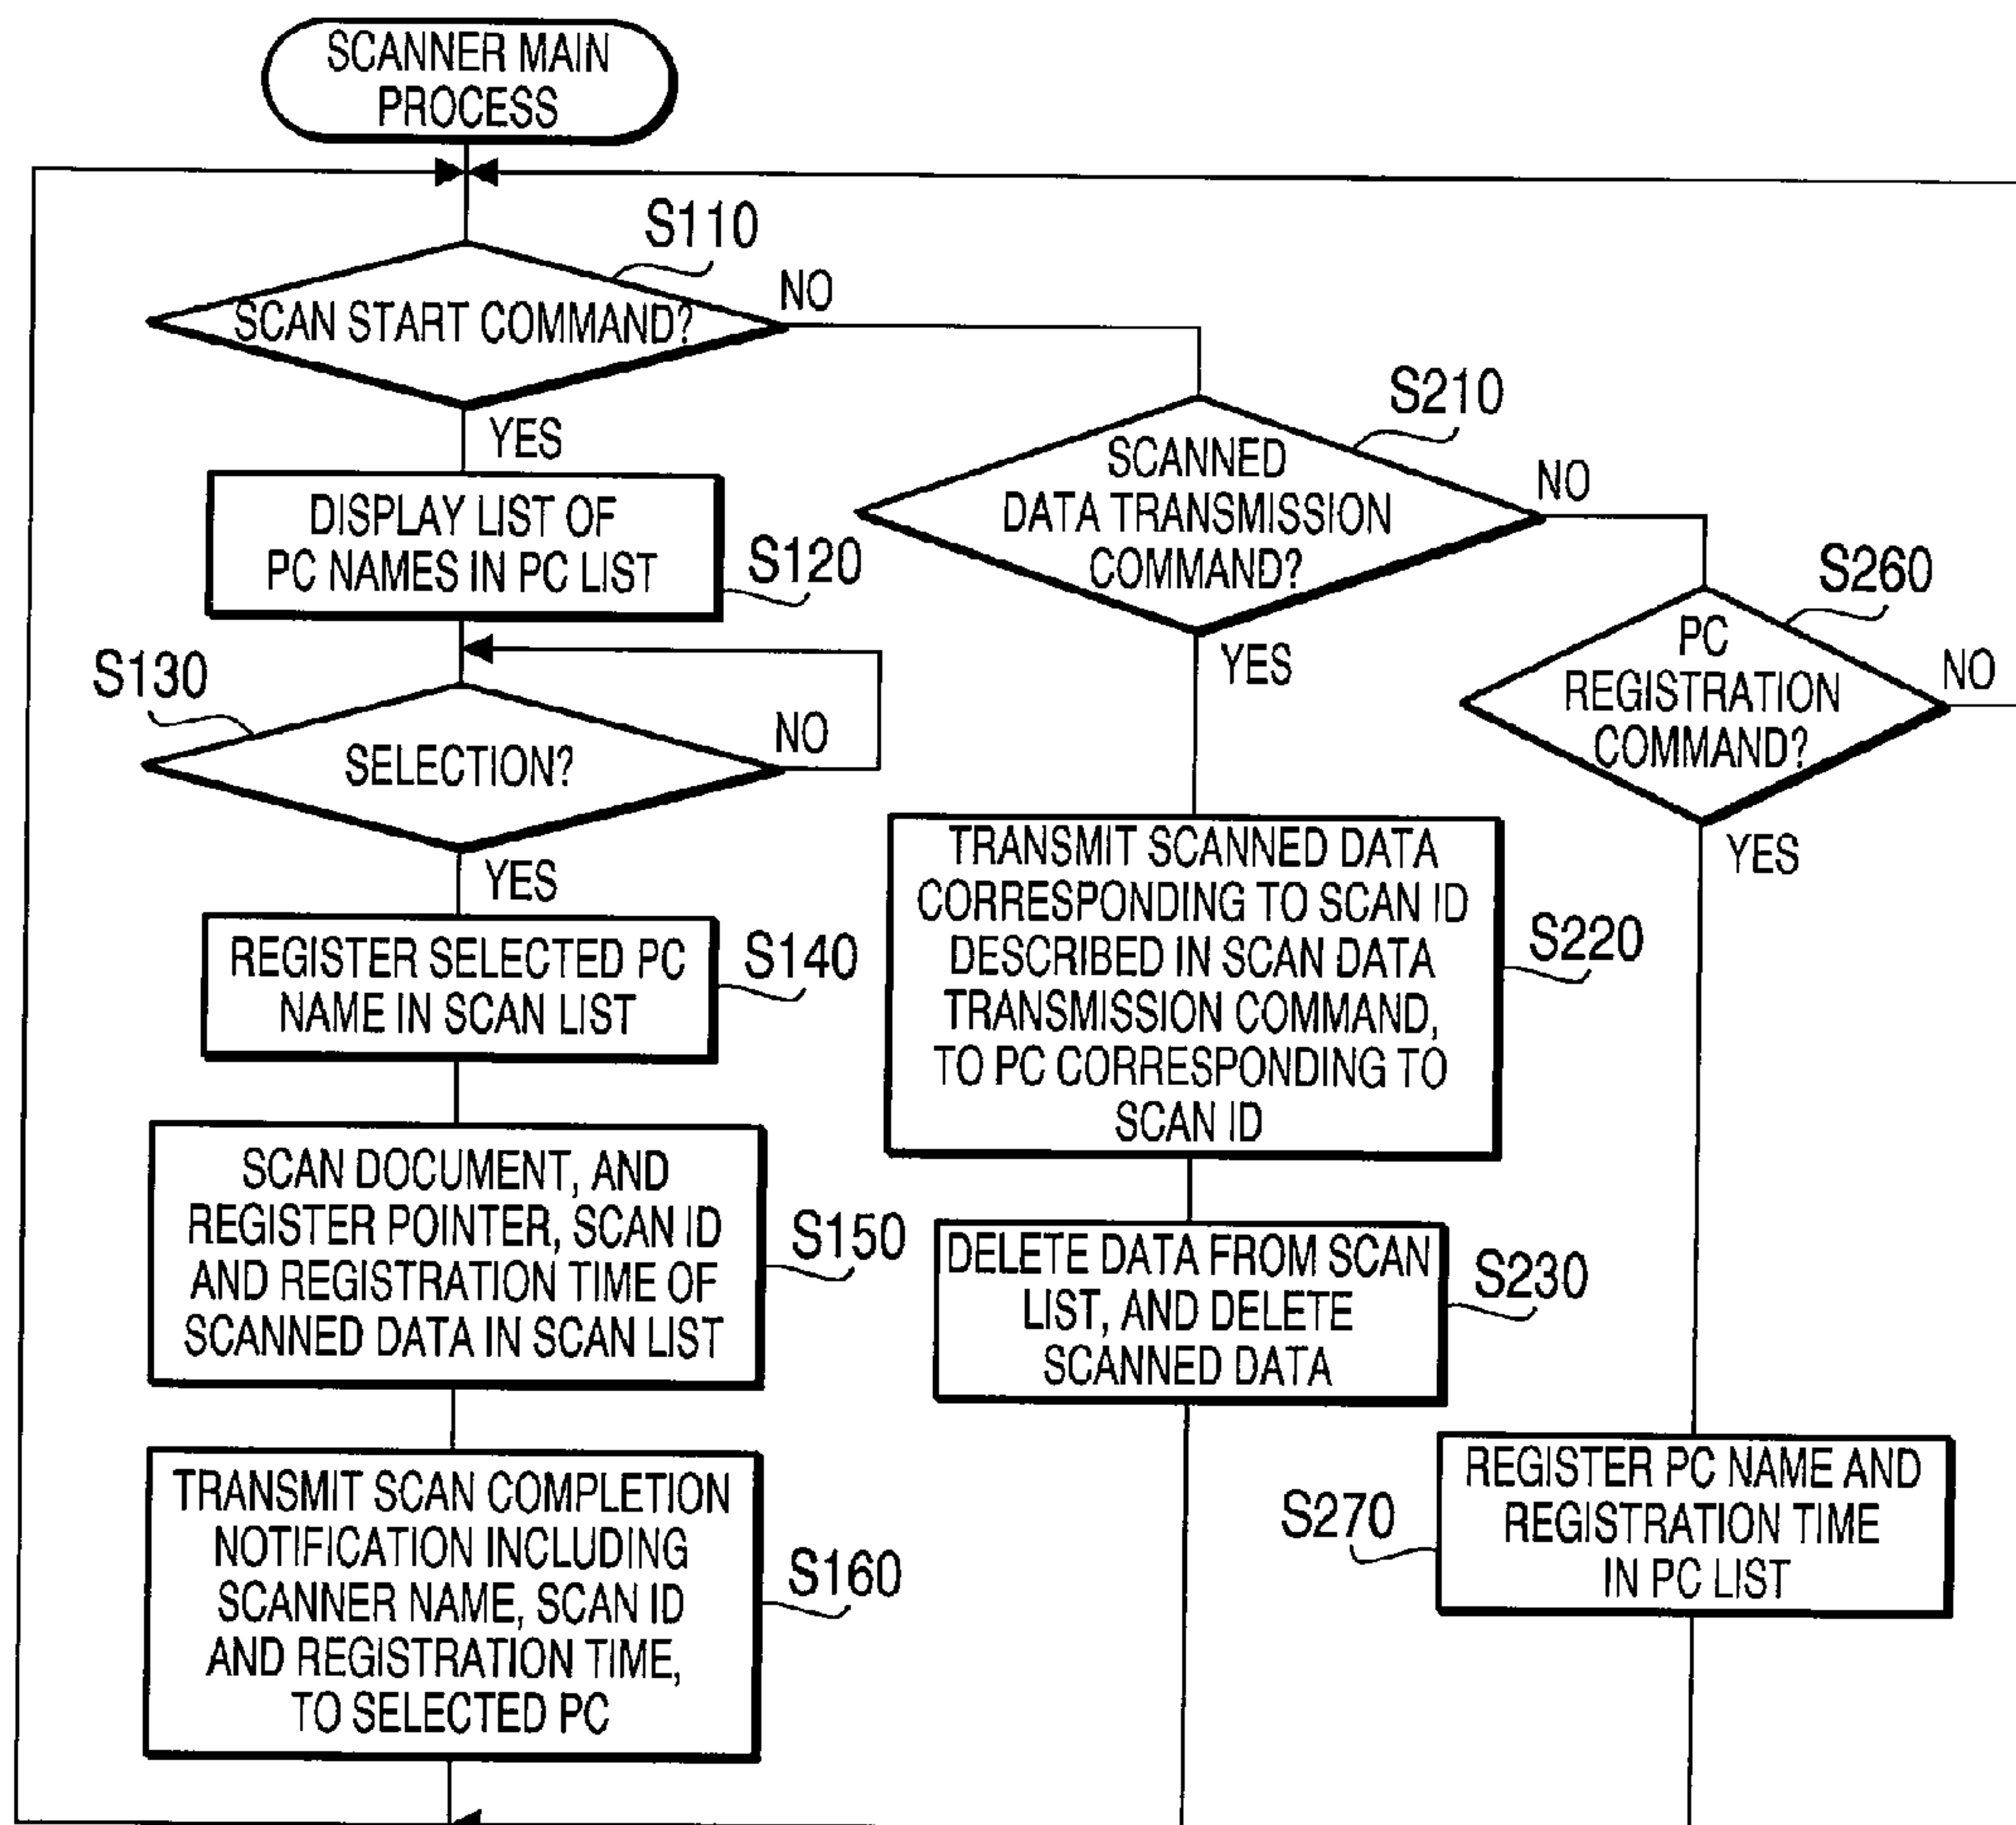 SCANNER MAIN
PROCESS
S110
SCAN START COMMAND?
NO
YES
DISPLAY LIST OF
PC NAMES IN PC LIST
S120
S130
SELECTION?
NO
YES
REGISTER SELECTED PC
NAME IN SCAN LIST
S140
SCAN DOCUMENT, AND
REGISTER POINTER, SCAN ID
AND REGISTRATION TIME OF
SCANNED DATA IN SCAN LIST
S150
TRANSMIT SCAN COMPLETION
NOTIFICATION INCLUDING
SCANNER NAME, SCAN ID
AND REGISTRATION TIME,
TO SELECTED PC
S160
S210
SCANNED
DATA TRANSMISSION
COMMAND?
NO
YES
TRANSMIT SCANNED DATA
CORRESPONDING TO SCAN ID
DESCRIBED IN SCAN DATA
TRANSMISSION COMMAND,
TO PC CORRESPONDING TO
SCAN ID
S220
DELETE DATA FROM SCAN
LIST, AND DELETE
SCANNED DATA
S230
S260
PC
REGISTRATION
COMMAND?
NO
YES
REGISTER PC NAME AND
REGISTRATION TIME
IN PC LIST
S270